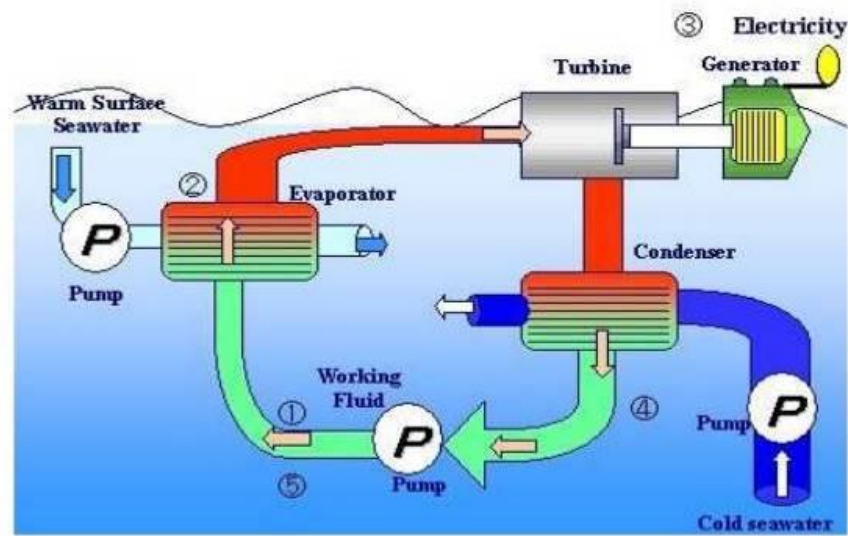 ③ Electricity
Turbine
Generator
Warm Surface
Seawater
②
Evaporator
P
Pump
Condenser
Working
Fluid
①
P
Pump
④
⑤
P
Pump
Cold seawater